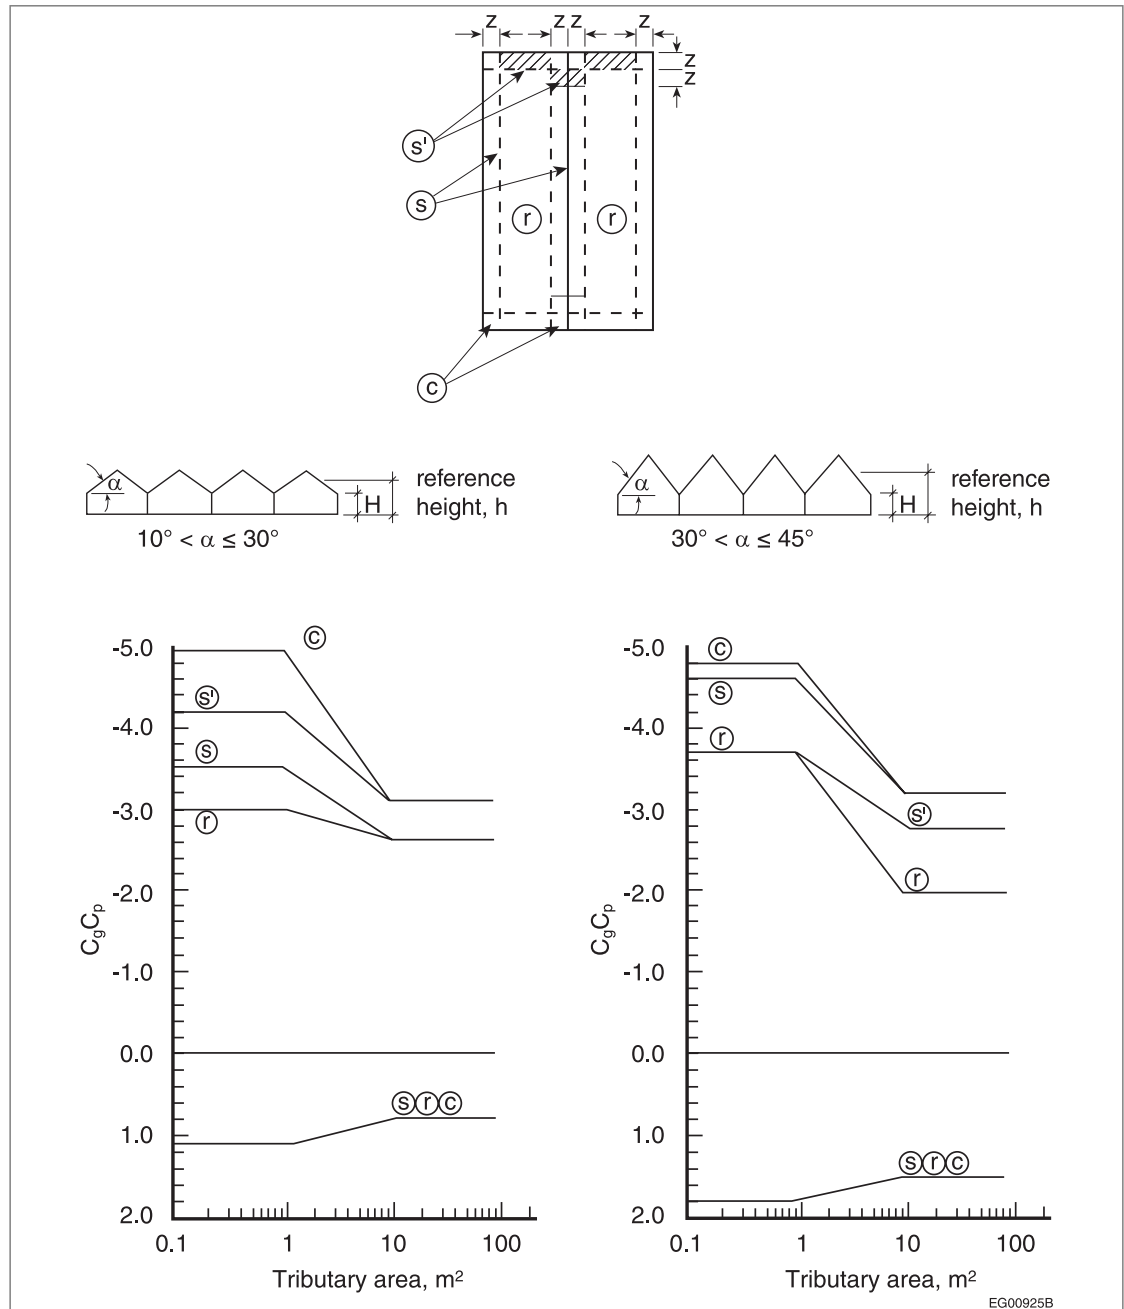 z z z z
z
z
s'
s
r r
c
α
H
reference
height, h
10° < α ≤ 30°
α
H
reference
height, h
30° < α ≤ 45°
CgCp
-5.0
-4.0
-3.0
-2.0
-1.0
0.0
1.0
2.0
c
s'
s
r
s r c
0.1 1 10 100
Tributary area, m²
CgCp
-5.0
-4.0
-3.0
-2.0
-1.0
0.0
1.0
2.0
c
s
r
s'
r
s r c
0.1 1 10 100
Tributary area, m²
EG00925B